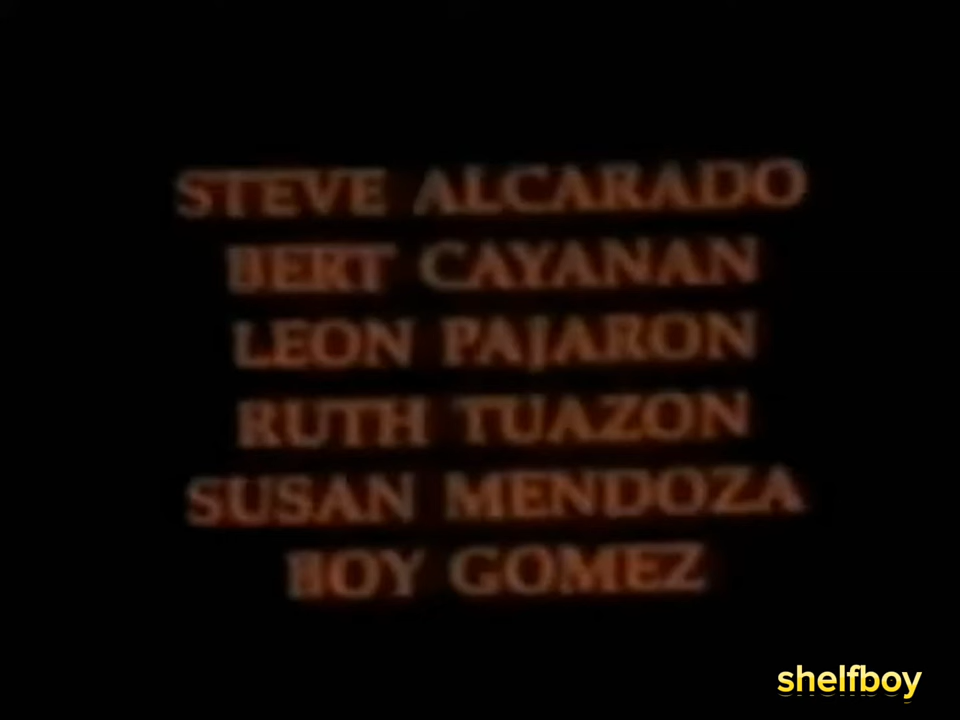 STEVE ALCARADO
BERT CAYANAN
LEON PAJARON
RUTH TUAZON
SUSAN MENDOZA
BOY GOMEZ
shelfboy